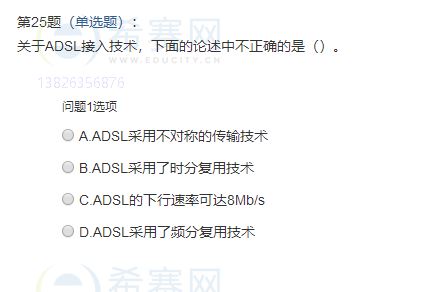 第25题（单选题）：
关于ADSL接入技术，下面的论述中不正确的是（）。
希赛网
WWW.EDUCITY.CN
13826356876
问题1选项
A.ADSL采用不对称的传输技术
B.ADSL采用了时分复用技术
C.ADSL的下行速率可达8Mb/s
D.ADSL采用了频分复用技术
希赛网